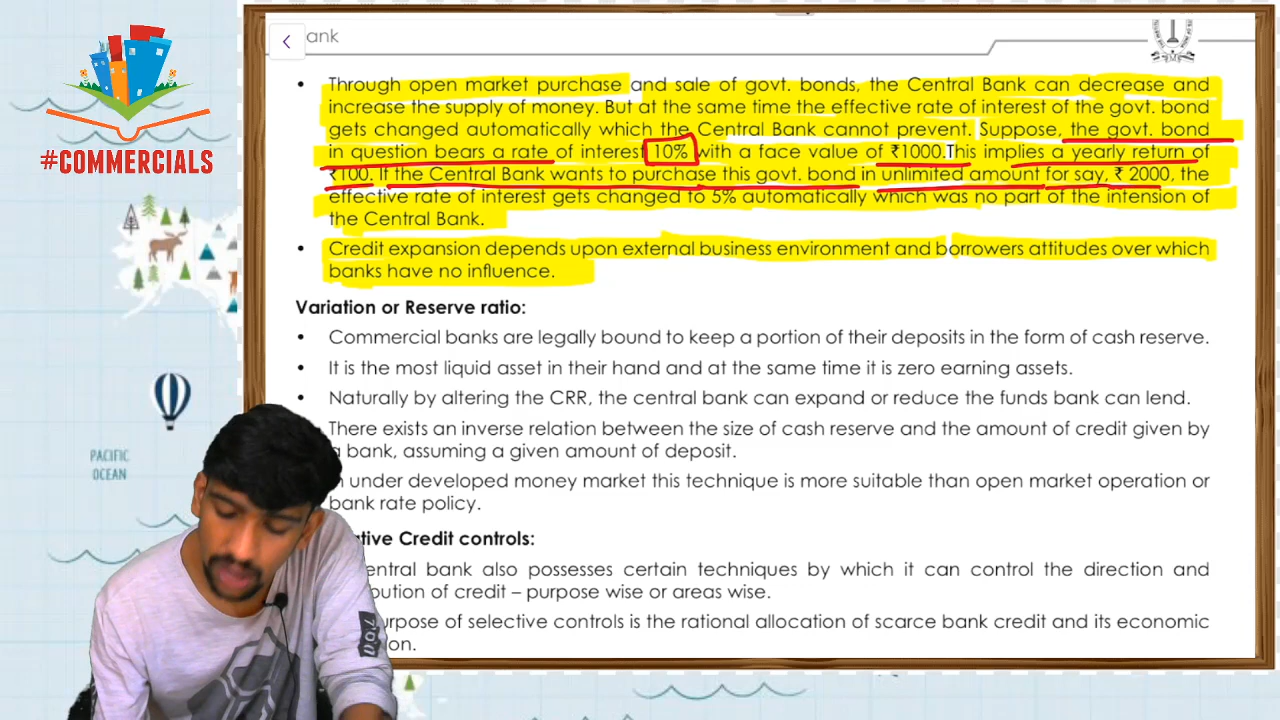 ank
#COMMERCIALS
PACIFIC
OCEAN
• Through open market purchase and sale of govt. bonds, the Central Bank can decrease and
increase the supply of money. But at the same time the effective rate of interest of the govt. bond
gets changed automatically which the Central Bank cannot prevent. Suppose, the govt. bond
in question bears a rate of interest 10% with a face value of ₹1000.This implies a yearly return of
₹100. If the Central Bank wants to purchase this govt. bond in unlimited amount for say, ₹ 2000, the
effective rate of interest gets changed to 5% automatically which was no part of the intension of
the Central Bank.
• Credit expansion depends upon external business environment and borrowers attitudes over which
banks have no influence.
Variation or Reserve ratio:
• Commercial banks are legally bound to keep a portion of their deposits in the form of cash reserve.
• It is the most liquid asset in their hand and at the same time it is zero earning assets.
• Naturally by altering the CRR, the central bank can expand or reduce the funds bank can lend.
There exists an inverse relation between the size of cash reserve and the amount of credit given by
a bank, assuming a given amount of deposit.
under developed money market this technique is more suitable than open market operation or
bank rate policy.
ative Credit controls:
entral bank also possesses certain techniques by which it can control the direction and
bution of credit – purpose wise or areas wise.
urpose of selective controls is the rational allocation of scarce bank credit and its economic
on.